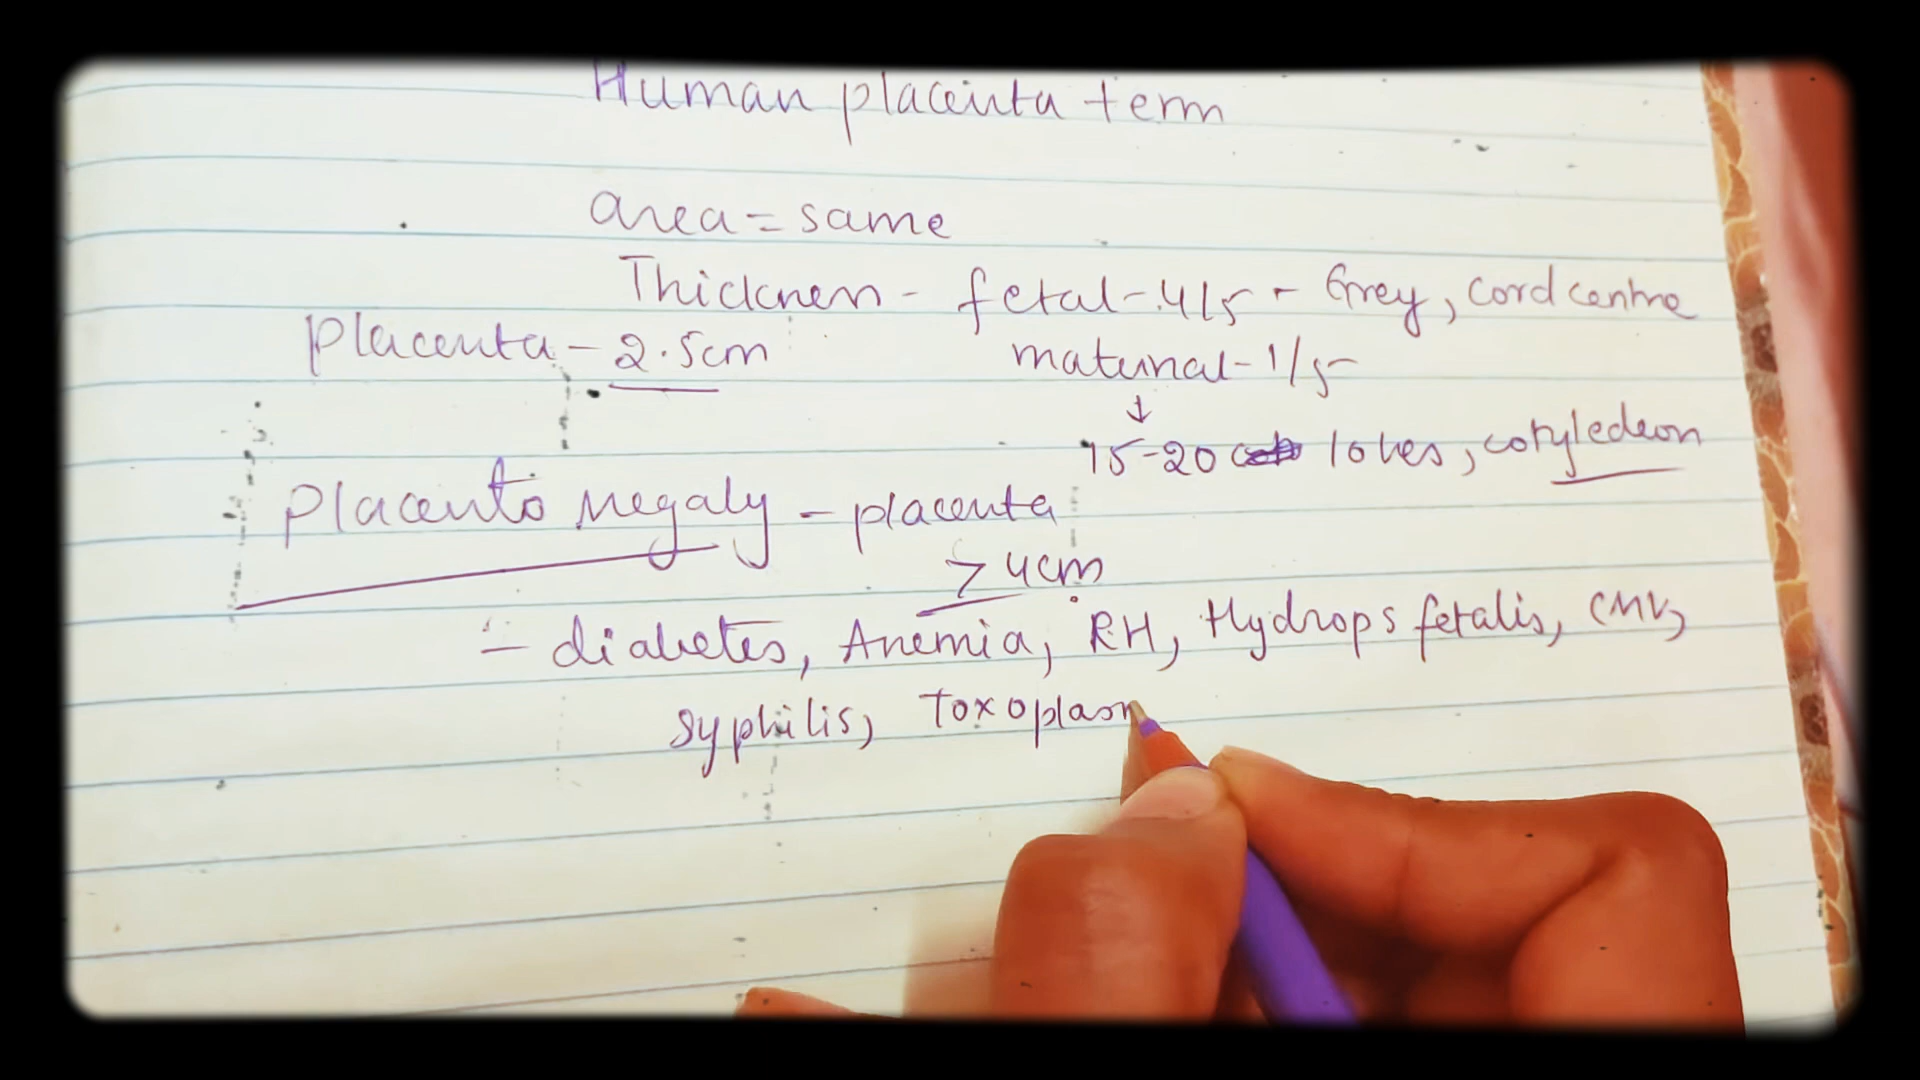 Human placenta term
area = same
Thickness - fetal - 4/5 - Grey, cord centre
Placenta - 2.5cm
maternal - 1/5
↓
15-20 lobes, cotyledeon
Placento Megaly - placenta
> 4cm
- diabetes, Anemia, RH, Hydrops fetalis, CMV,
syphilis, Toxoplasm